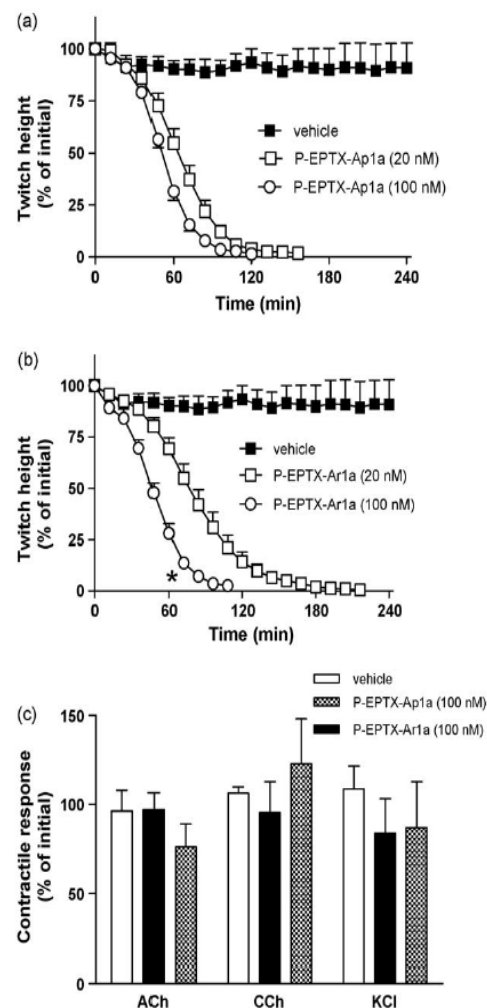 (a)
100
75
50
25
0
Twitch height
(% of initial)
vehicle
P-EPTX-Ap1a (20 nM)
P-EPTX-Ap1a (100 nM)
0 60 120 180 240
Time (min)
(b)
100
75
50
25
0
Twitch height
(% of initial)
vehicle
P-EPTX-Ar1a (20 nM)
P-EPTX-Ar1a (100 nM)
*
0 60 120 180 240
Time (min)
(c)
vehicle
P-EPTX-Ap1a (100 nM)
P-EPTX-Ar1a (100 nM)
150
100
50
0
Contractile response
(% of initial)
ACh CCh KCl